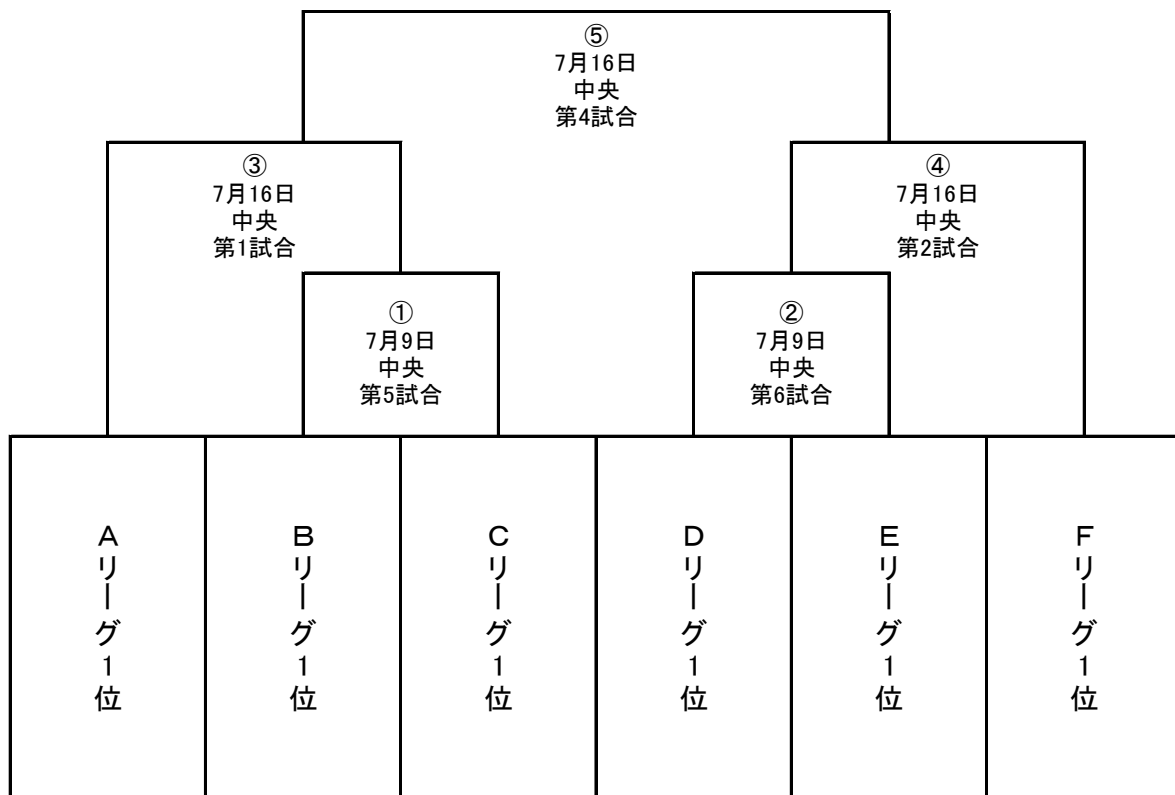 ⑤
7月16日
中央
第4試合
③
7月16日
中央
第1試合
④
7月16日
中央
第2試合
①
7月9日
中央
第5試合
②
7月9日
中央
第6試合
Aリーグ1位
Bリーグ1位
Cリーグ1位
Dリーグ1位
Eリーグ1位
Fリーグ1位